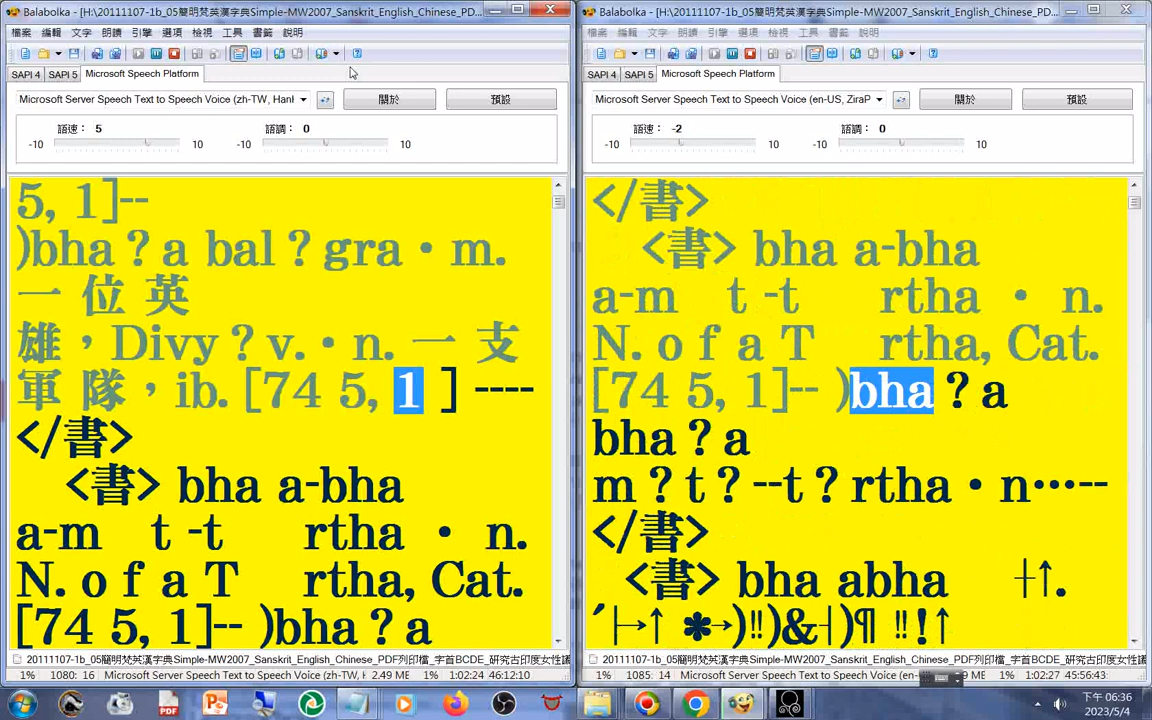 Balabolka - [H:\20111107-1b_05簡明梵英漢字典Simple-MW2007_Sanskrit_English_Chinese_PD...
檔案 編輯 文字 朗讀 引擎 選項 檢視 工具 書籤 說明
SAPI 4 SAPI 5 Microsoft Speech Platform
Microsoft Server Speech Text to Speech Voice (zh-TW, Hanl 關於 預設
語速： 5 語調： 0
-10 10 -10 10
5, 1]--
)bha？a bal？gra‧m.
一 位 英
雄，Divy？v.‧n. 一 支
軍 隊，ib. [74 5, 1 ] ----
</書>
<書> bha a-bha
a-m t -t rtha ‧ n.
N. o f a T rtha, Cat.
[74 5, 1]-- )bha？a
20111107-1b_05簡明梵英漢字典Simple-MW2007_Sanskrit_English_Chinese_PDF列印檔_字首BCDE_研究古印度女性議
1% 1080: 16 2.49 MB 1% 1:02:24 46:12:10 Microsoft Server Speech Text to Speech Voice (zh-TW, H
Balabolka - [H:\20111107-1b_05簡明梵英漢字典Simple-MW2007_Sanskrit_English_Chinese_PD...
檔案 編輯 文字 朗讀 引擎 選項 檢視 工具 書籤 說明
SAPI 4 SAPI 5 Microsoft Speech Platform
Microsoft Server Speech Text to Speech Voice (en-US, ZiraP 關於 預設
語速： -2 語調： 0
-10 10 -10 10
</書>
<書> bha a-bha
a-m t -t rtha ‧ n.
N. o f a T rtha, Cat.
[74 5, 1]-- )bha？a
bha？a
m？t？--t？rtha‧n…--
</書>
<書> bha abha ┼↑.
ˊ├→↑ ✱→)‼)&┤)¶ ‼!↑
20111107-1b_05簡明梵英漢字典Simple-MW2007_Sanskrit_English_Chinese_PDF列印檔_字首BCDE_研究古印度女性議
1% 1085: 14 MB 1% 1:02:27 45:56:43 Microsoft Server Speech Text to Speech Voice (en-US,
下午 06:36
2023/5/4